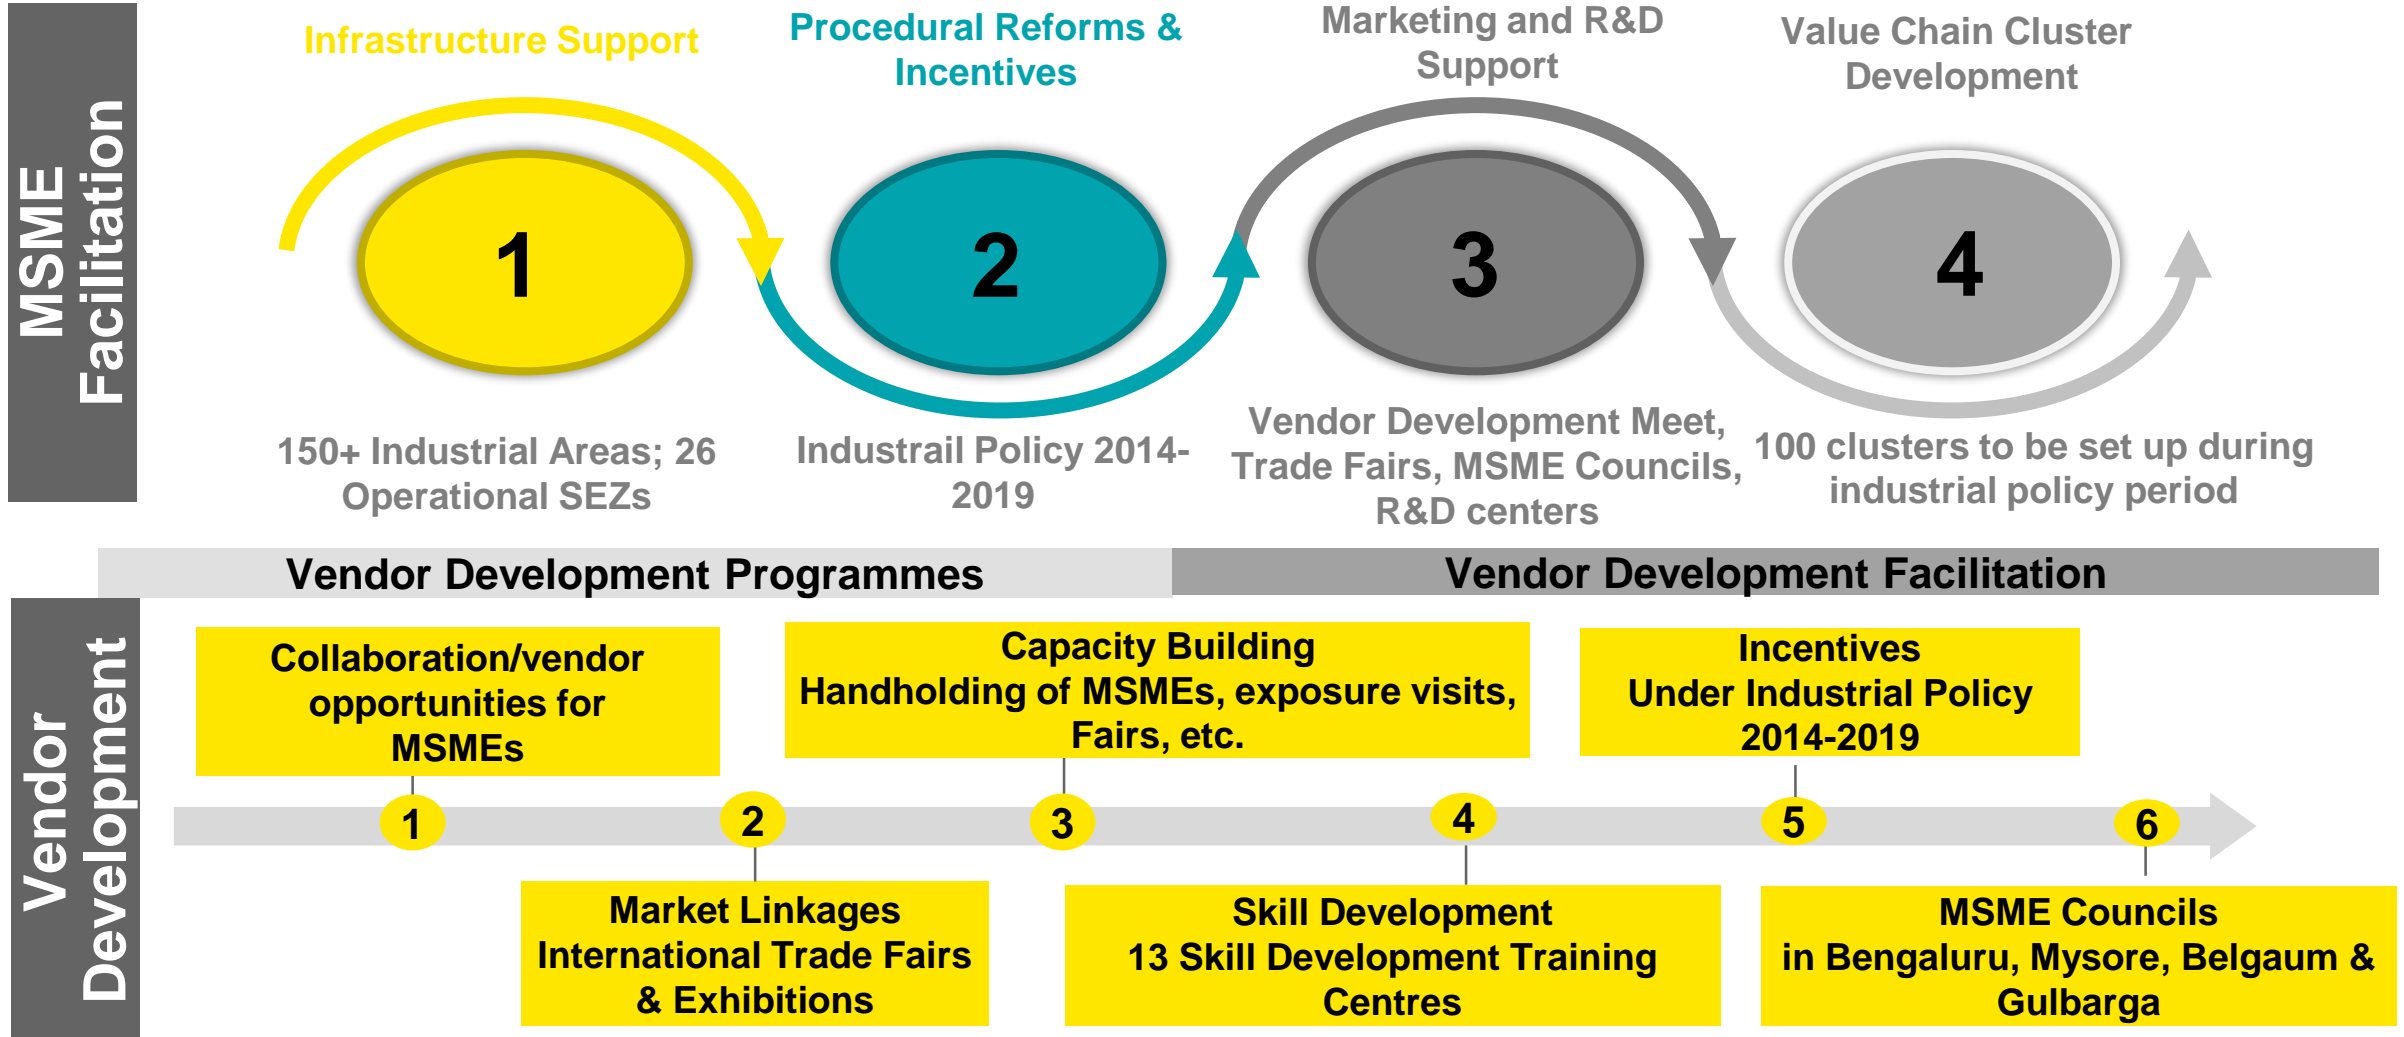 MSME
Facilitation
Infrastructure Support
Procedural Reforms &
Incentives
Marketing and R&D
Support
Value Chain Cluster
Development
1
2
3
4
150+ Industrial Areas; 26
Operational SEZs
Industrail Policy 2014-
2019
Vendor Development Meet,
Trade Fairs, MSME Councils,
R&D centers
100 clusters to be set up during
industrial policy period
Vendor Development Programmes
Vendor Development Facilitation
Vendor
Development
Collaboration/vendor
opportunities for
MSMEs
Capacity Building
Handholding of MSMEs, exposure visits,
Fairs, etc.
Incentives
Under Industrial Policy
2014-2019
1
2
3
4
5
6
Market Linkages
International Trade Fairs
& Exhibitions
Skill Development
13 Skill Development Training
Centres
MSME Councils
in Bengaluru, Mysore, Belgaum &
Gulbarga